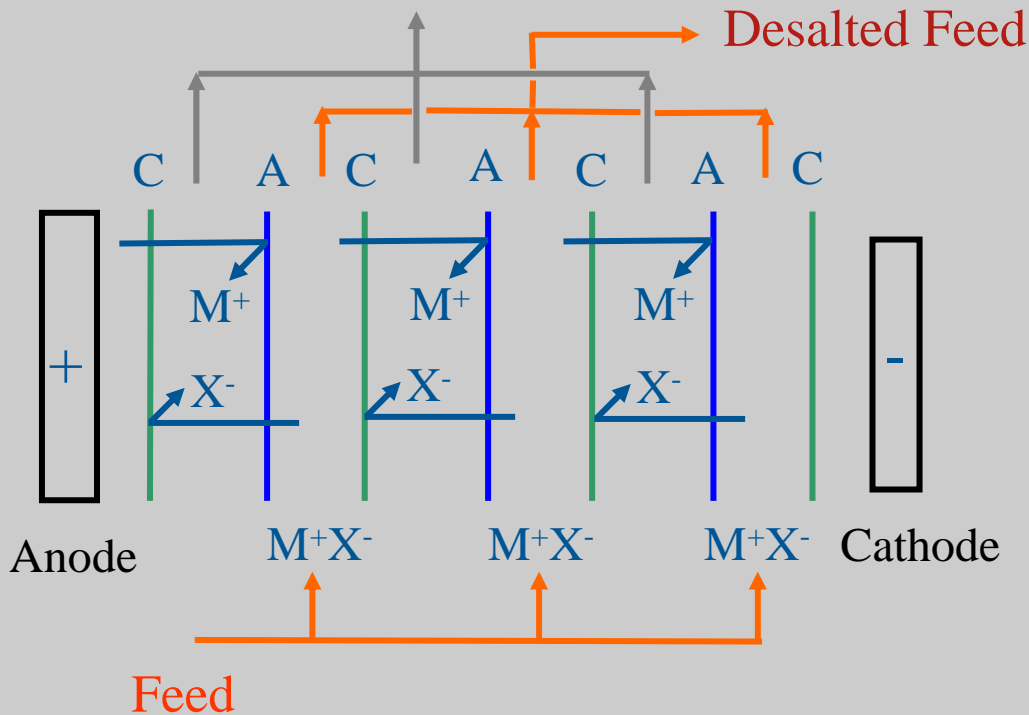 Desalted Feed
C A C A C A C
M⁺ M⁺ M⁺
+ -
X⁻ X⁻ X⁻
Anode M⁺X⁻ M⁺X⁻ M⁺X⁻ Cathode
Feed